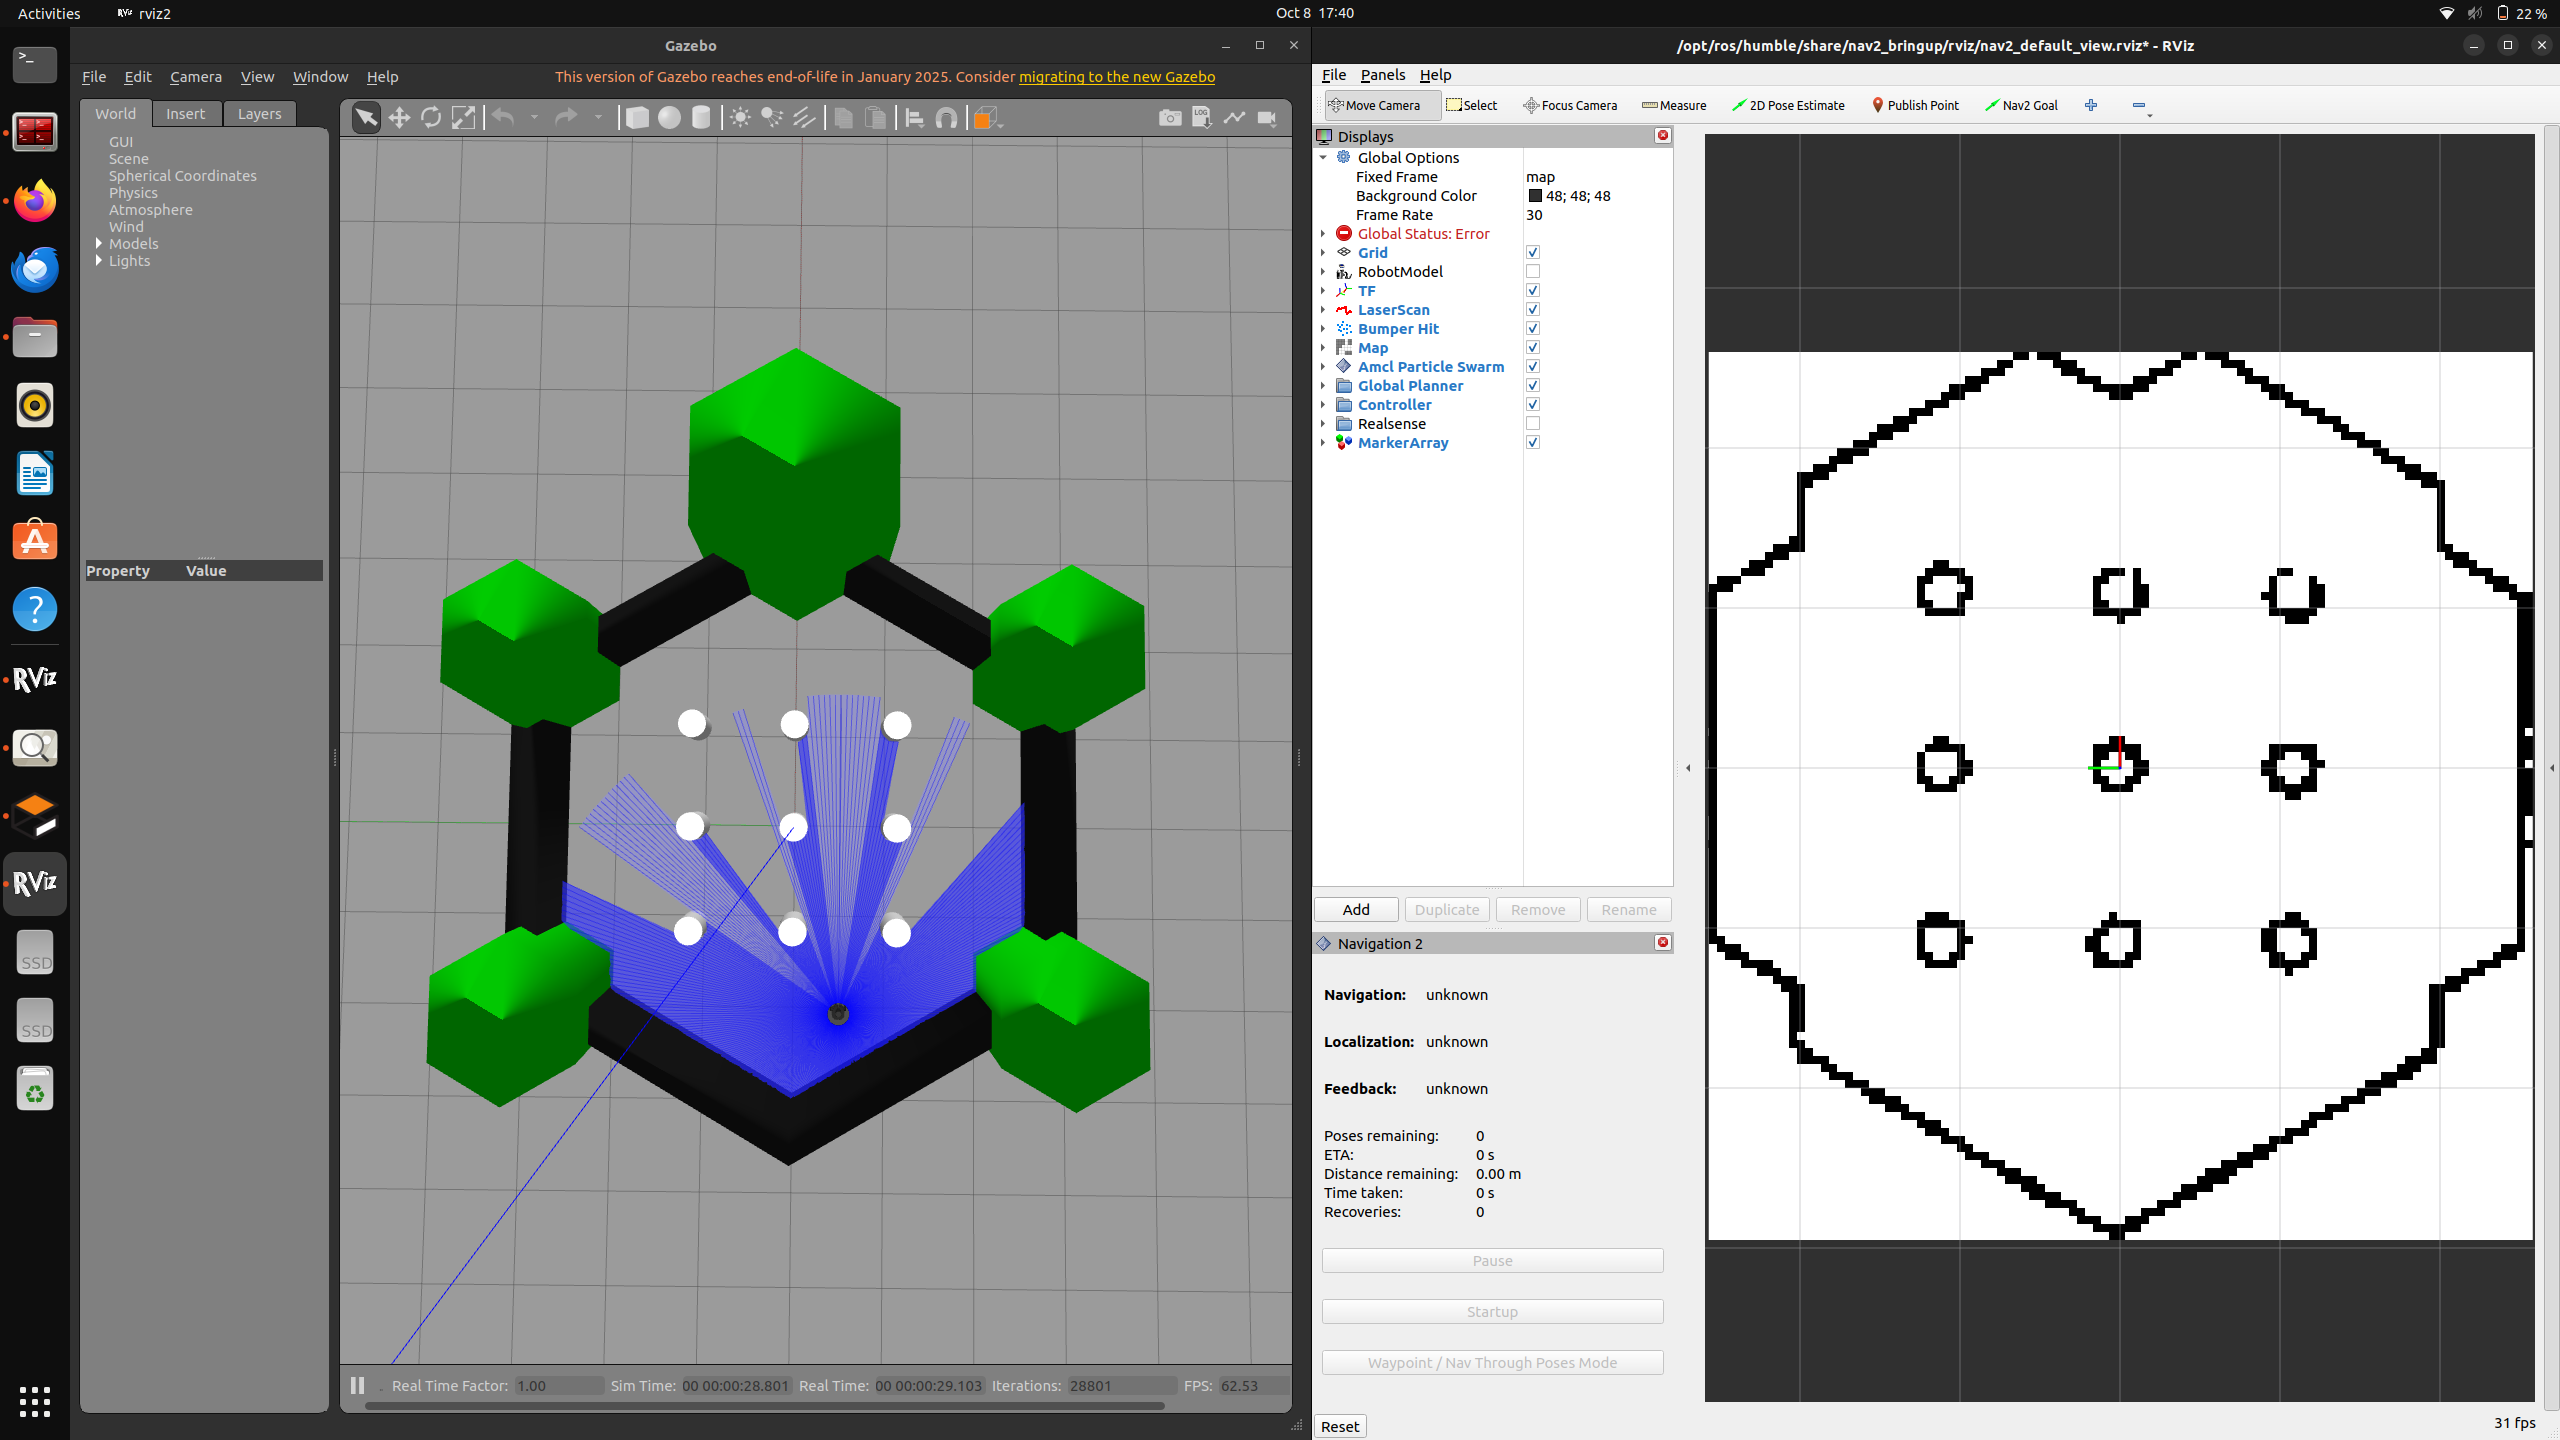 Activities
rviz2
Oct 8 17:40
22 %
Gazebo
File Edit Camera View Window Help
This version of Gazebo reaches end-of-life in January 2025. Consider migrating to the new Gazebo
World Insert Layers
GUI
Scene
Spherical Coordinates
Physics
Atmosphere
Wind
Models
Lights
Property Value
LOG
RViz
RViz
SSD
SSD
Real Time Factor: 1.00 Sim Time: 00 00:00:28.801 Real Time: 00 00:00:29.103 Iterations: 28801 FPS: 62.53
/opt/ros/humble/share/nav2_bringup/rviz/nav2_default_view.rviz* - RViz
File Panels Help
Move Camera Select Focus Camera Measure 2D Pose Estimate Publish Point Nav2 Goal
Displays
Global Options
Fixed Frame map
Background Color 48; 48; 48
Frame Rate 30
Global Status: Error
Grid
RobotModel
TF
LaserScan
Bumper Hit
Map
Amcl Particle Swarm
Global Planner
Controller
Realsense
MarkerArray
Add Duplicate Remove Rename
Navigation 2
Navigation: unknown
Localization: unknown
Feedback: unknown
Poses remaining: 0
ETA: 0 s
Distance remaining: 0.00 m
Time taken: 0 s
Recoveries: 0
Pause
Startup
Waypoint / Nav Through Poses Mode
Reset
31 fps